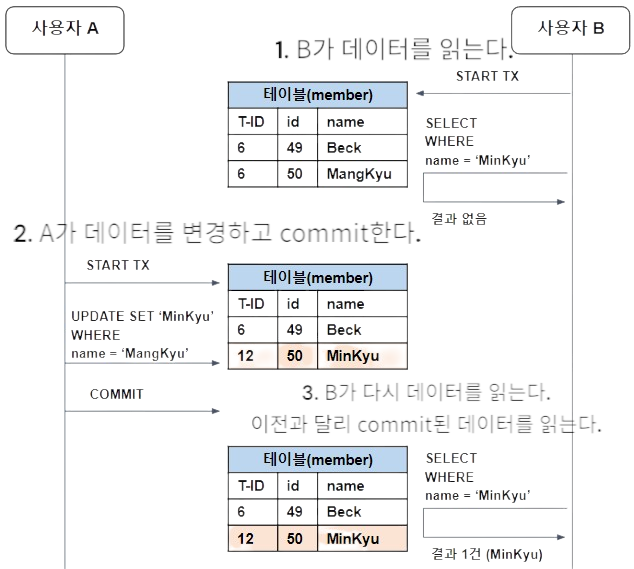 사용자 A
사용자 B
1. B가 데이터를 읽는다.
START TX
테이블(member)
T-ID id name
6 49 Beck
6 50 MangKyu
SELECT
WHERE
name = ‘MinKyu’
결과 없음
2. A가 데이터를 변경하고 commit한다.
START TX
UPDATE SET ‘MinKyu’
WHERE
name = ‘MangKyu’
COMMIT
테이블(member)
T-ID id name
6 49 Beck
12 50 MinKyu
3. B가 다시 데이터를 읽는다.
이전과 달리 commit된 데이터를 읽는다.
테이블(member)
T-ID id name
6 49 Beck
12 50 MinKyu
SELECT
WHERE
name = ‘MinKyu’
결과 1건 (MinKyu)